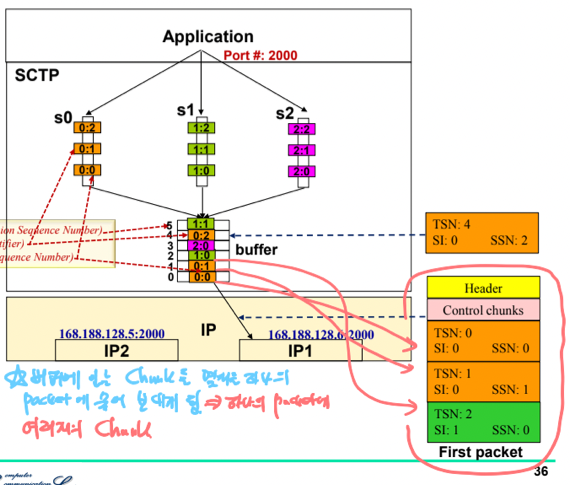 Application
Port #: 2000
SCTP
s0
s1
s2
0:2
1:2
2:2
0:1
1:1
2:1
0:0
1:0
2:0
ion Sequence Number)
tifier)
quence Number)
5 1:1
4 0:2
3 2:0
2 1:0
1 0:1
0 0:0
buffer
TSN: 4
SI: 0 SSN: 2
Header
Control chunks
TSN: 0
SI: 0 SSN: 0
TSN: 1
SI: 0 SSN: 1
TSN: 2
SI: 1 SSN: 0
First packet
IP
168.188.128.5:2000
168.188.128.6:2000
IP2
IP1
버퍼에 있는 Chunk들 몇개는 하나의
packet에 묶어 보내게 됨 ⇒ 하나의 packet에
여러개의 Chunk
36